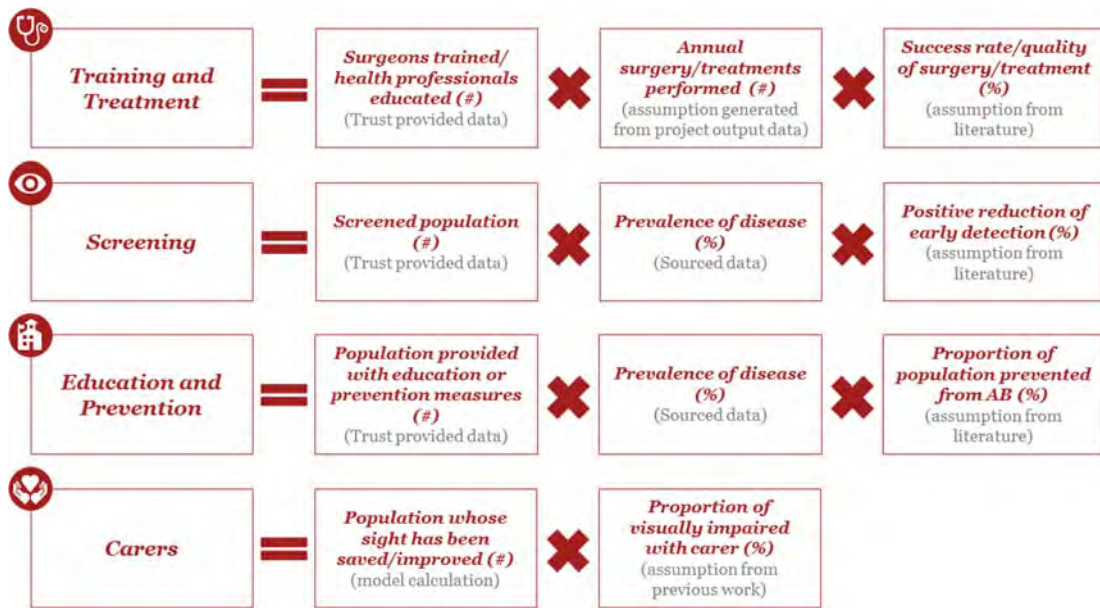 Training and
Treatment
Surgeons trained/
health professionals
educated (#)
(Trust provided data)
Annual
surgery/treatments
performed (#)
(assumption generated
from project output data)
Success rate/quality
of surgery/treatment
(%)
(assumption from
literature)
Screening
Screened population
(#)
(Trust provided data)
Prevalence of disease
(%)
(Sourced data)
Positive reduction of
early detection (%)
(assumption from
literature)
Education and
Prevention
Population provided
with education or
prevention measures
(#)
(Trust provided data)
Prevalence of disease
(%)
(Sourced data)
Proportion of
population prevented
from AB (%)
(assumption from
literature)
Carers
Population whose
sight has been
saved/improved (#)
(model calculation)
Proportion of
visually impaired
with carer (%)
(assumption from
previous work)